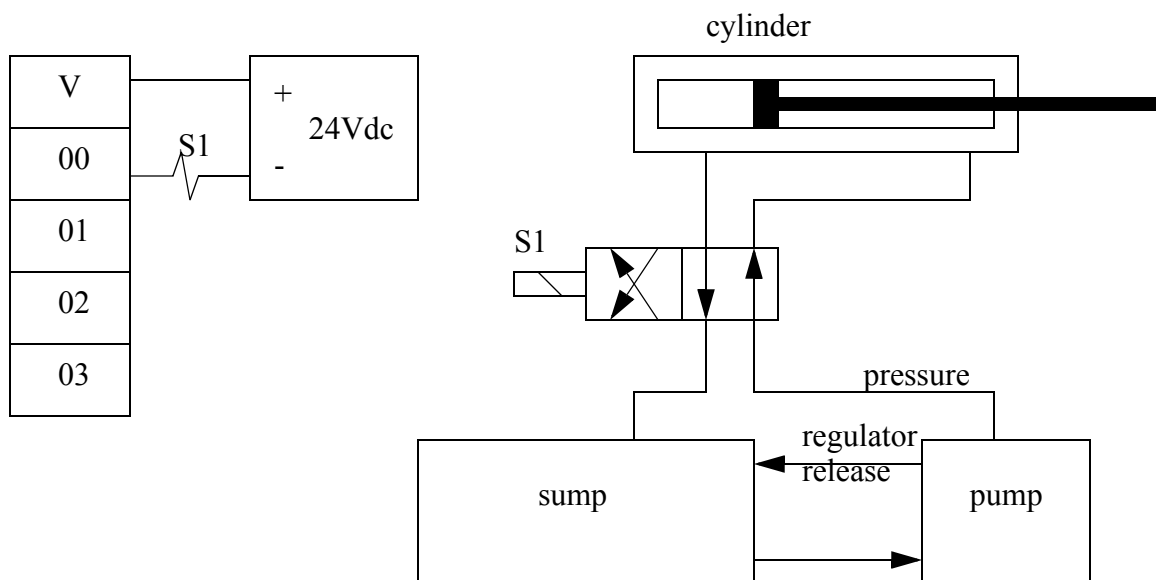 cylinder
V
+
24Vdc
S1
00
-
01
S1
02
03
pressure
regulator
release
sump
pump